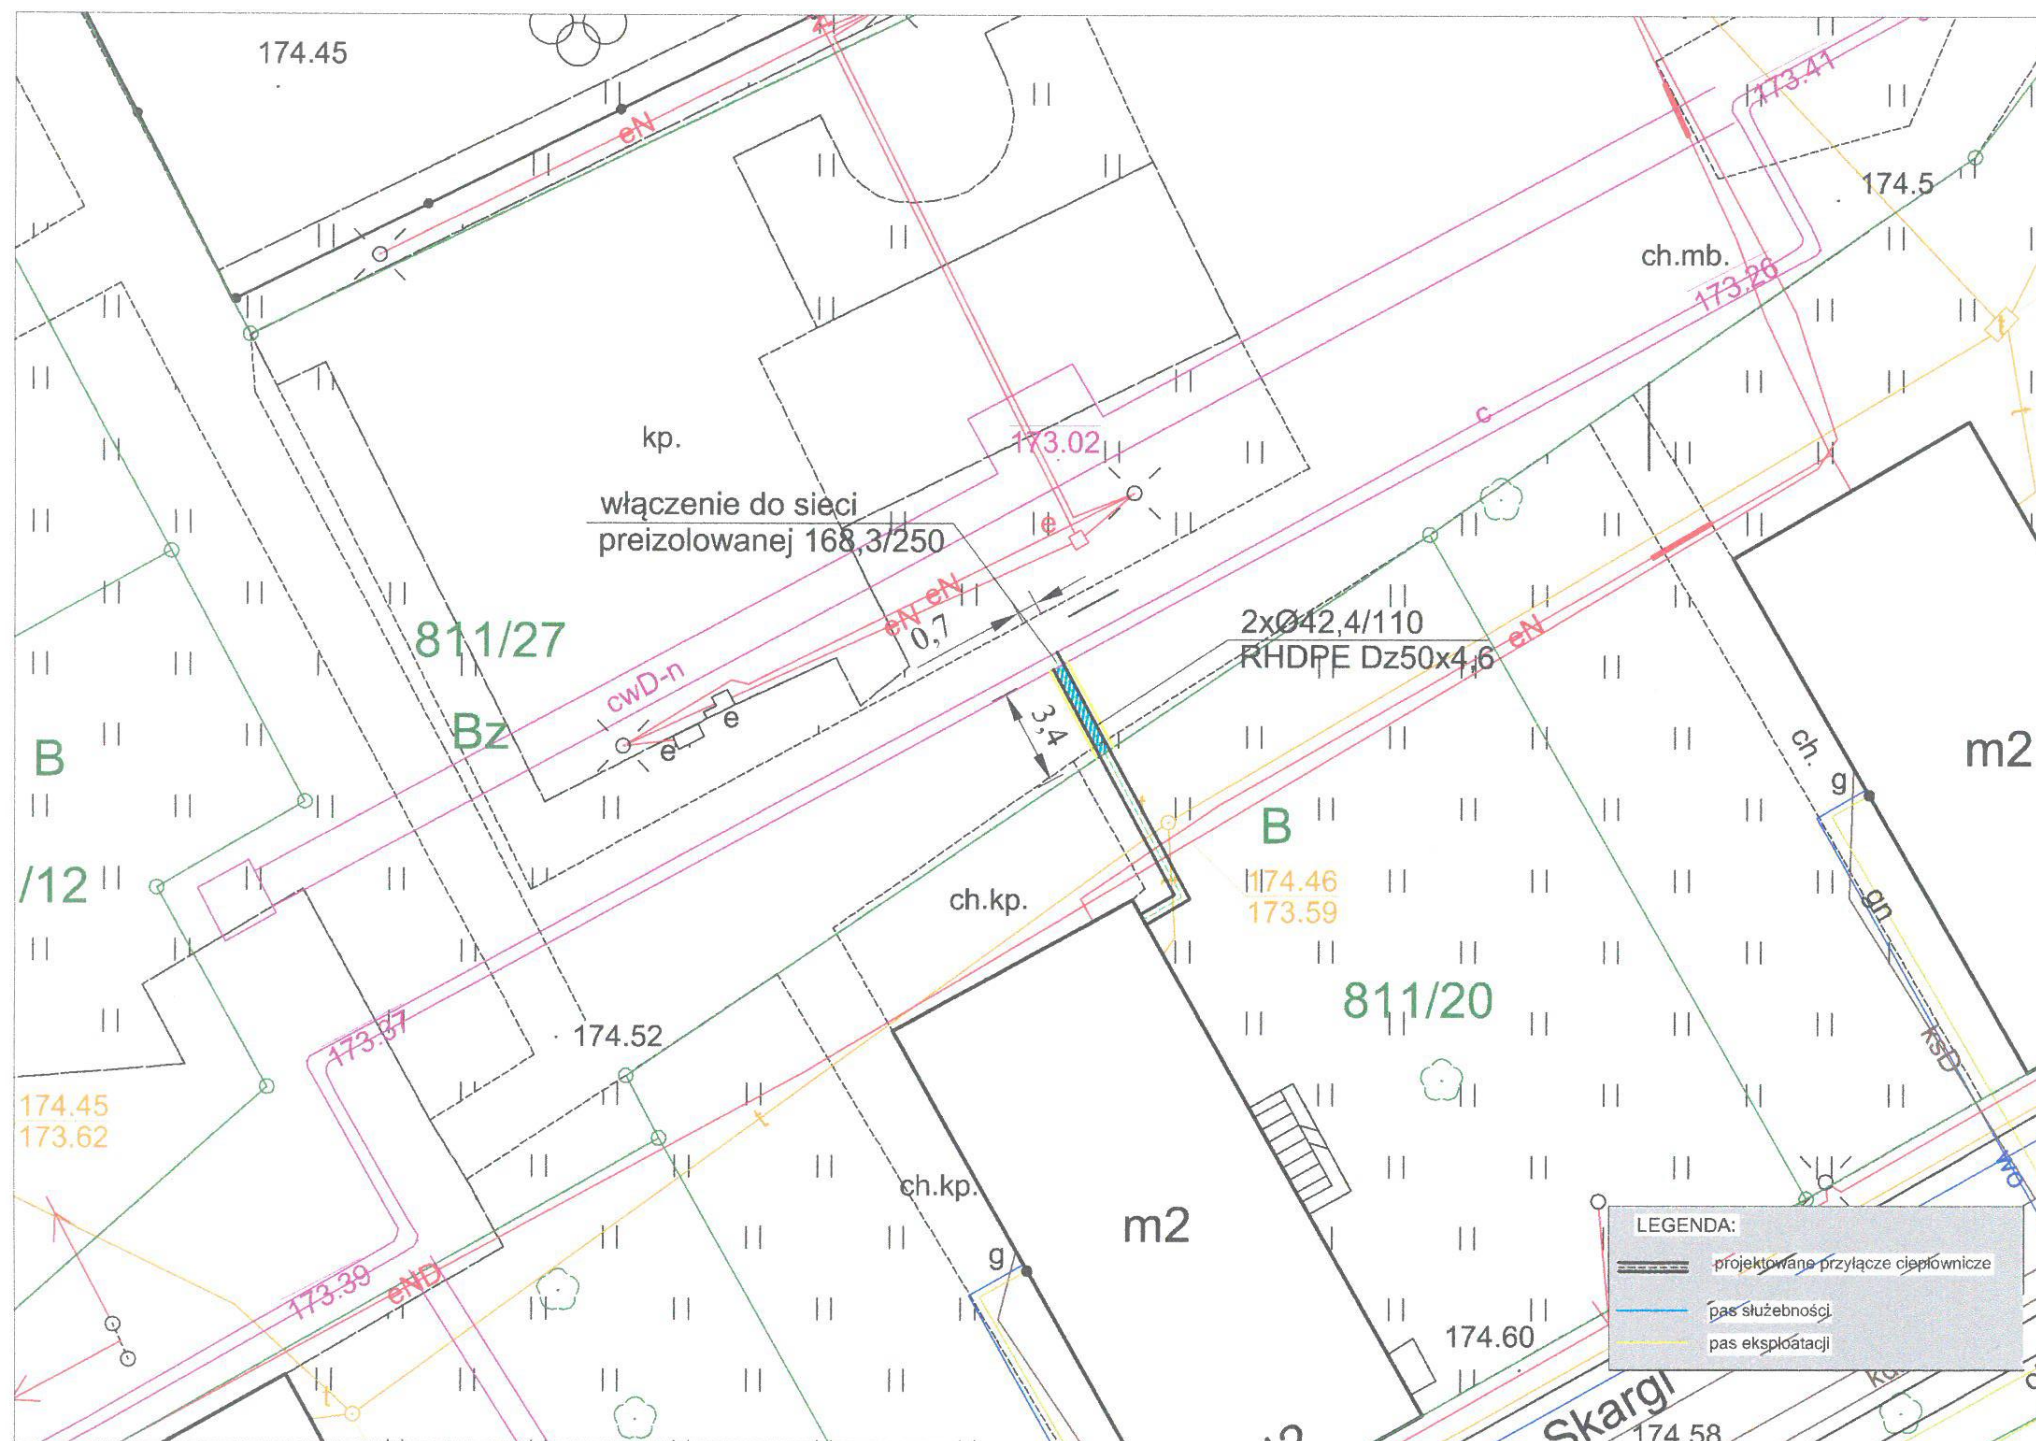 174.45
eN
173.41
174.5
ch.mb.
173.26
t
t
kp.
173.02
c
włączenie do sieci
preizolowanej 168,3/250
e
eN
eN
0,7
2xØ42,4/110
RHDPE Dz50x4,6
eN
811/27
cwD-n
Bz
e
e
3,4
B
ch.
g
m2
t
B
/12
174.46
173.59
ch.kp.
gn
811/20
ksD
173.37
174.52
174.45
173.62
t
ch.kp.
m2
g
wo
173.39
eND
174.60
t
Skargi
174.58
LEGENDA:
projektowane przyłącze ciepłownicze
pas służebności
pas eksploatacji